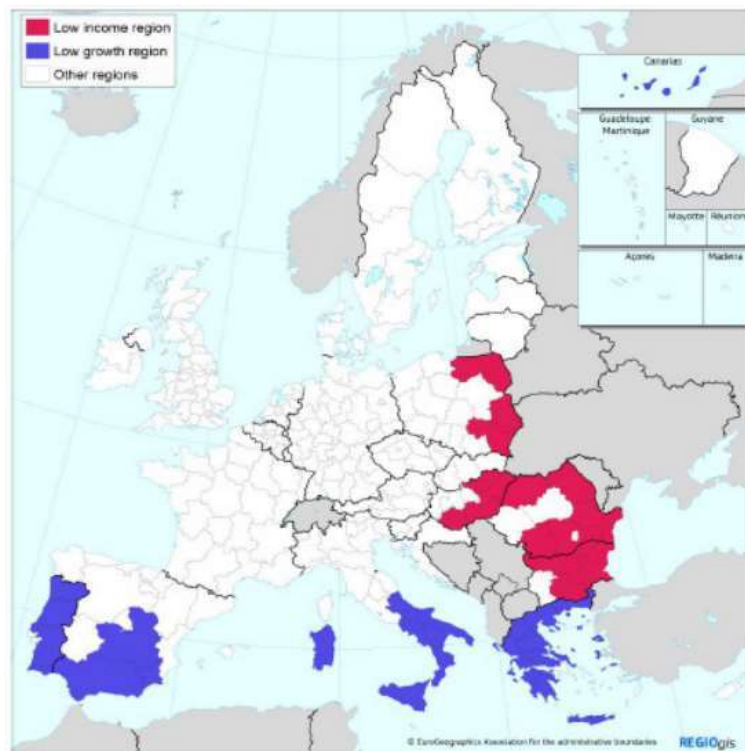 Low income region
Low growth region
Other regions
Canarias
Guadeloupe
Martinique
Guyane
Mayotte
Réunion
Açores
Madeira
© EuroGeographics Association for the administrative boundaries
REGIOgis